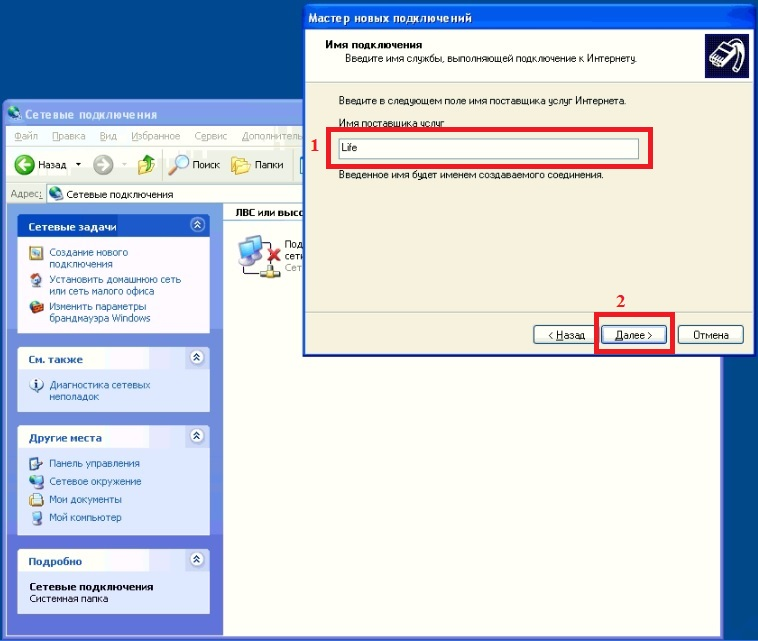 Мастер новых подключений
Имя подключения
Введите имя службы, выполняющей подключение к Интернету.
Введите в следующем поле имя поставщика услуг Интернета.
Имя поставщика услуг
1
Life
Введенное имя будет именем создаваемого соединения.
2
< Назад
Далее >
Отмена
Сетевые подключения
Файл Правка Вид Избранное Сервис Дополнительн
Назад Поиск Папки
Адрес: Сетевые подключения
Сетевые задачи
Создание нового
подключения
Установить домашнюю сеть
или сеть малого офиса
Изменить параметры
брандмауэра Windows
См. также
Диагностика сетевых
неполадок
Другие места
Панель управления
Сетевое окружение
Мои документы
Мой компьютер
Подробно
Сетевые подключения
Системная папка
ЛВС или высо
Под
сети
Сет